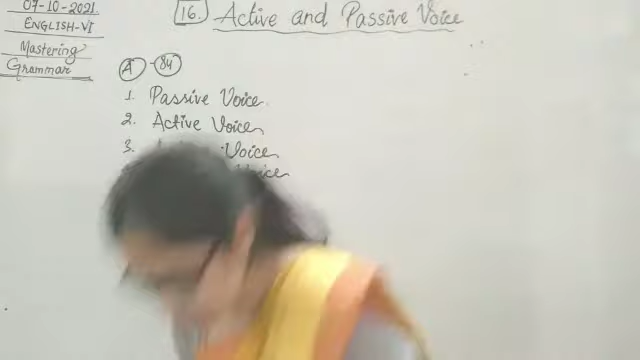 07-10-2021
ENGLISH-VI
Mastering
Grammar
16. Active and Passive Voice
A - 84
1. Passive Voice.
2. Active Voice
3. Voice
Voice